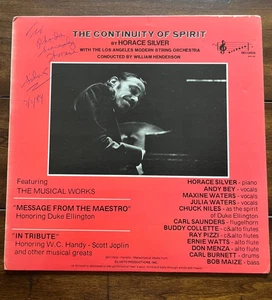 THE CONTINUITY OF SPIRIT
BY HORACE SILVER
WITH THE LOS ANGELES MODERN STRING ORCHESTRA
CONDUCTED BY WILLIAM HENDERSON
RECORDS
To
Featuring
THE MUSICAL WORKS
"MESSAGE FROM THE MAESTRO"
Honoring Duke Ellington
"IN TRIBUTE"
Honoring W.C. Handy - Scott Joplin
and other musical greats
HORACE SILVER - piano
ANDY BEY - vocals
MAXINE WATERS - vocals
JULIA WATERS - vocals
CHUCK NILES - as the spirit
of Duke Ellington
CARL SAUNDERS - flugelhorn
BUDDY COLLETTE - c&alto flutes
RAY PIZZI - c&alto flutes
ERNIE WATTS - alto flute
DON MENZA - alto flute
CARL BURNETT - drums
BOB MAIZE - bass